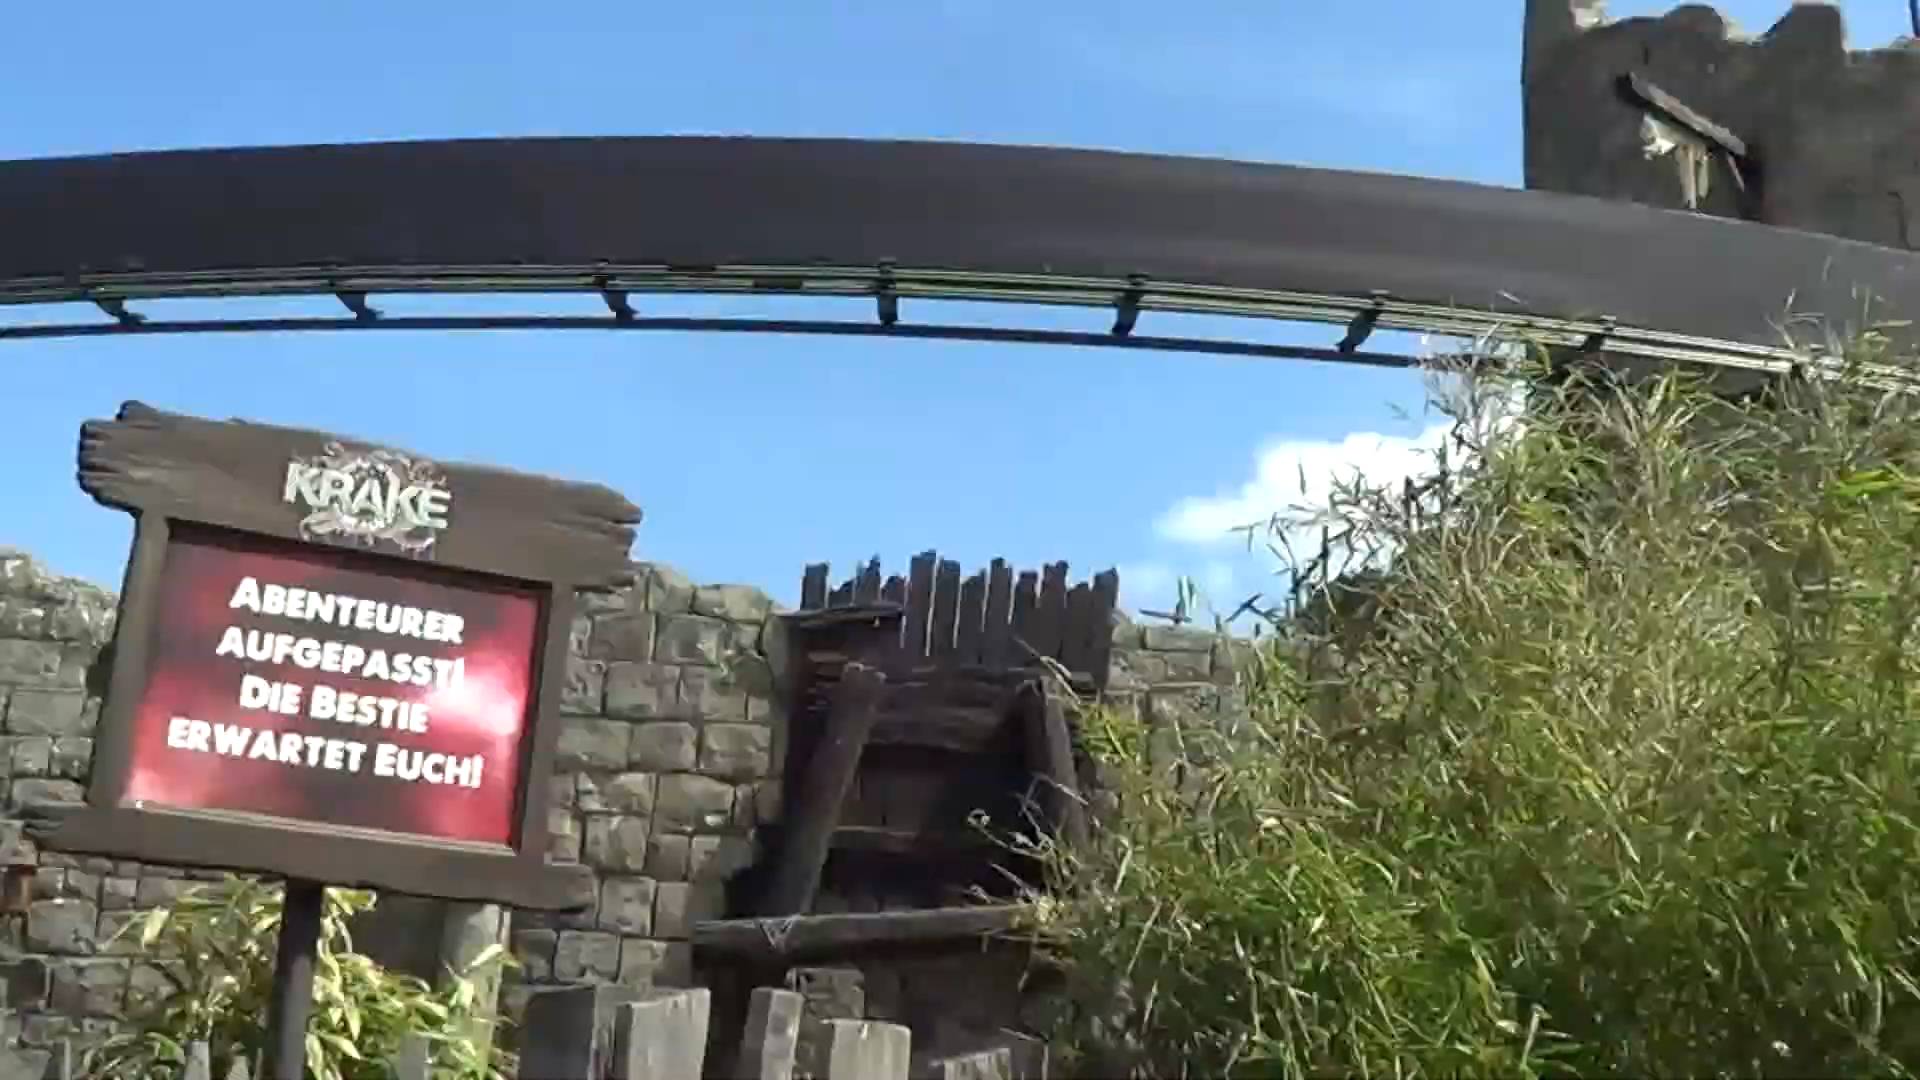 KRAKE
ABENTEURER
AUFGEPASST!
DIE BESTIE
ERWARTET EUCH!